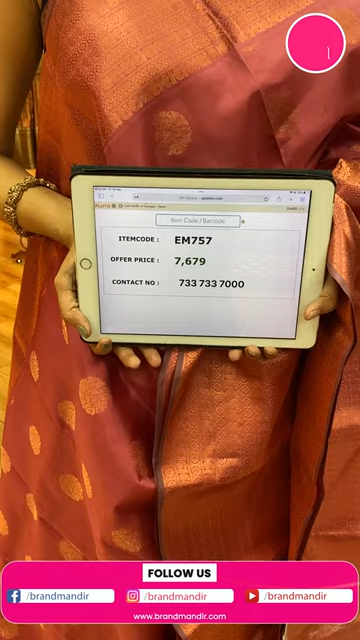 Item Code / Barcode
ITEMCODE : EM757
OFFER PRICE : 7,679
CONTACT NO : 733 733 7000
FOLLOW US
/brandmandir /brandmandir /brandmandir
www.brandmandir.com